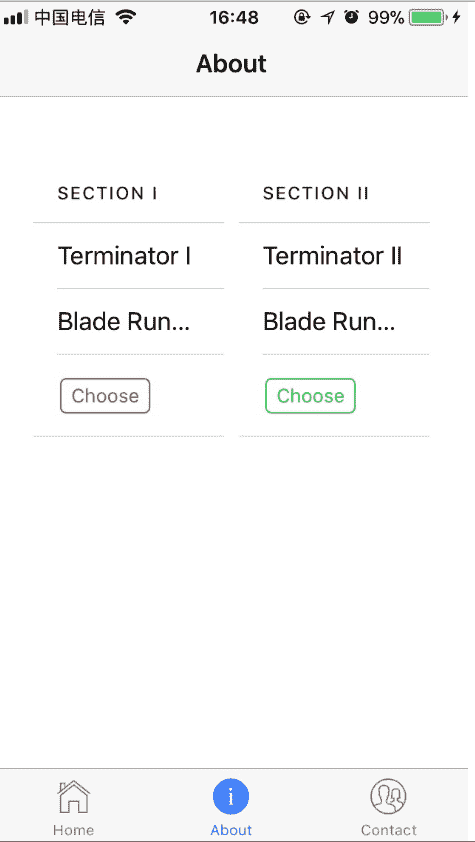 中国电信 16:48 99%
About
SECTION I SECTION II
Terminator I Terminator II
Blade Run... Blade Run...
Choose Choose
i
Home About Contact